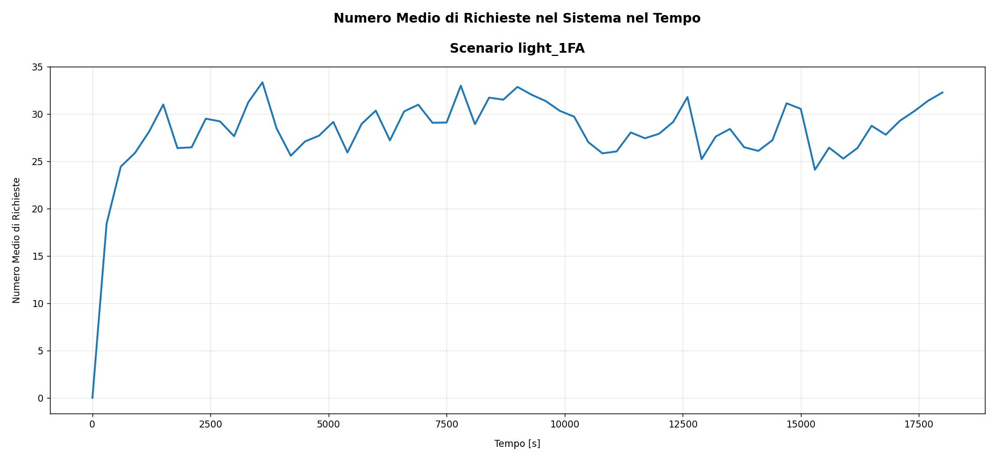 Numero Medio di Richieste nel Sistema nel Tempo
Scenario light_1FA
35
30
25
20
15
10
5
0
Numero Medio di Richieste
0 2500 5000 7500 10000 12500 15000 17500
Tempo [s]